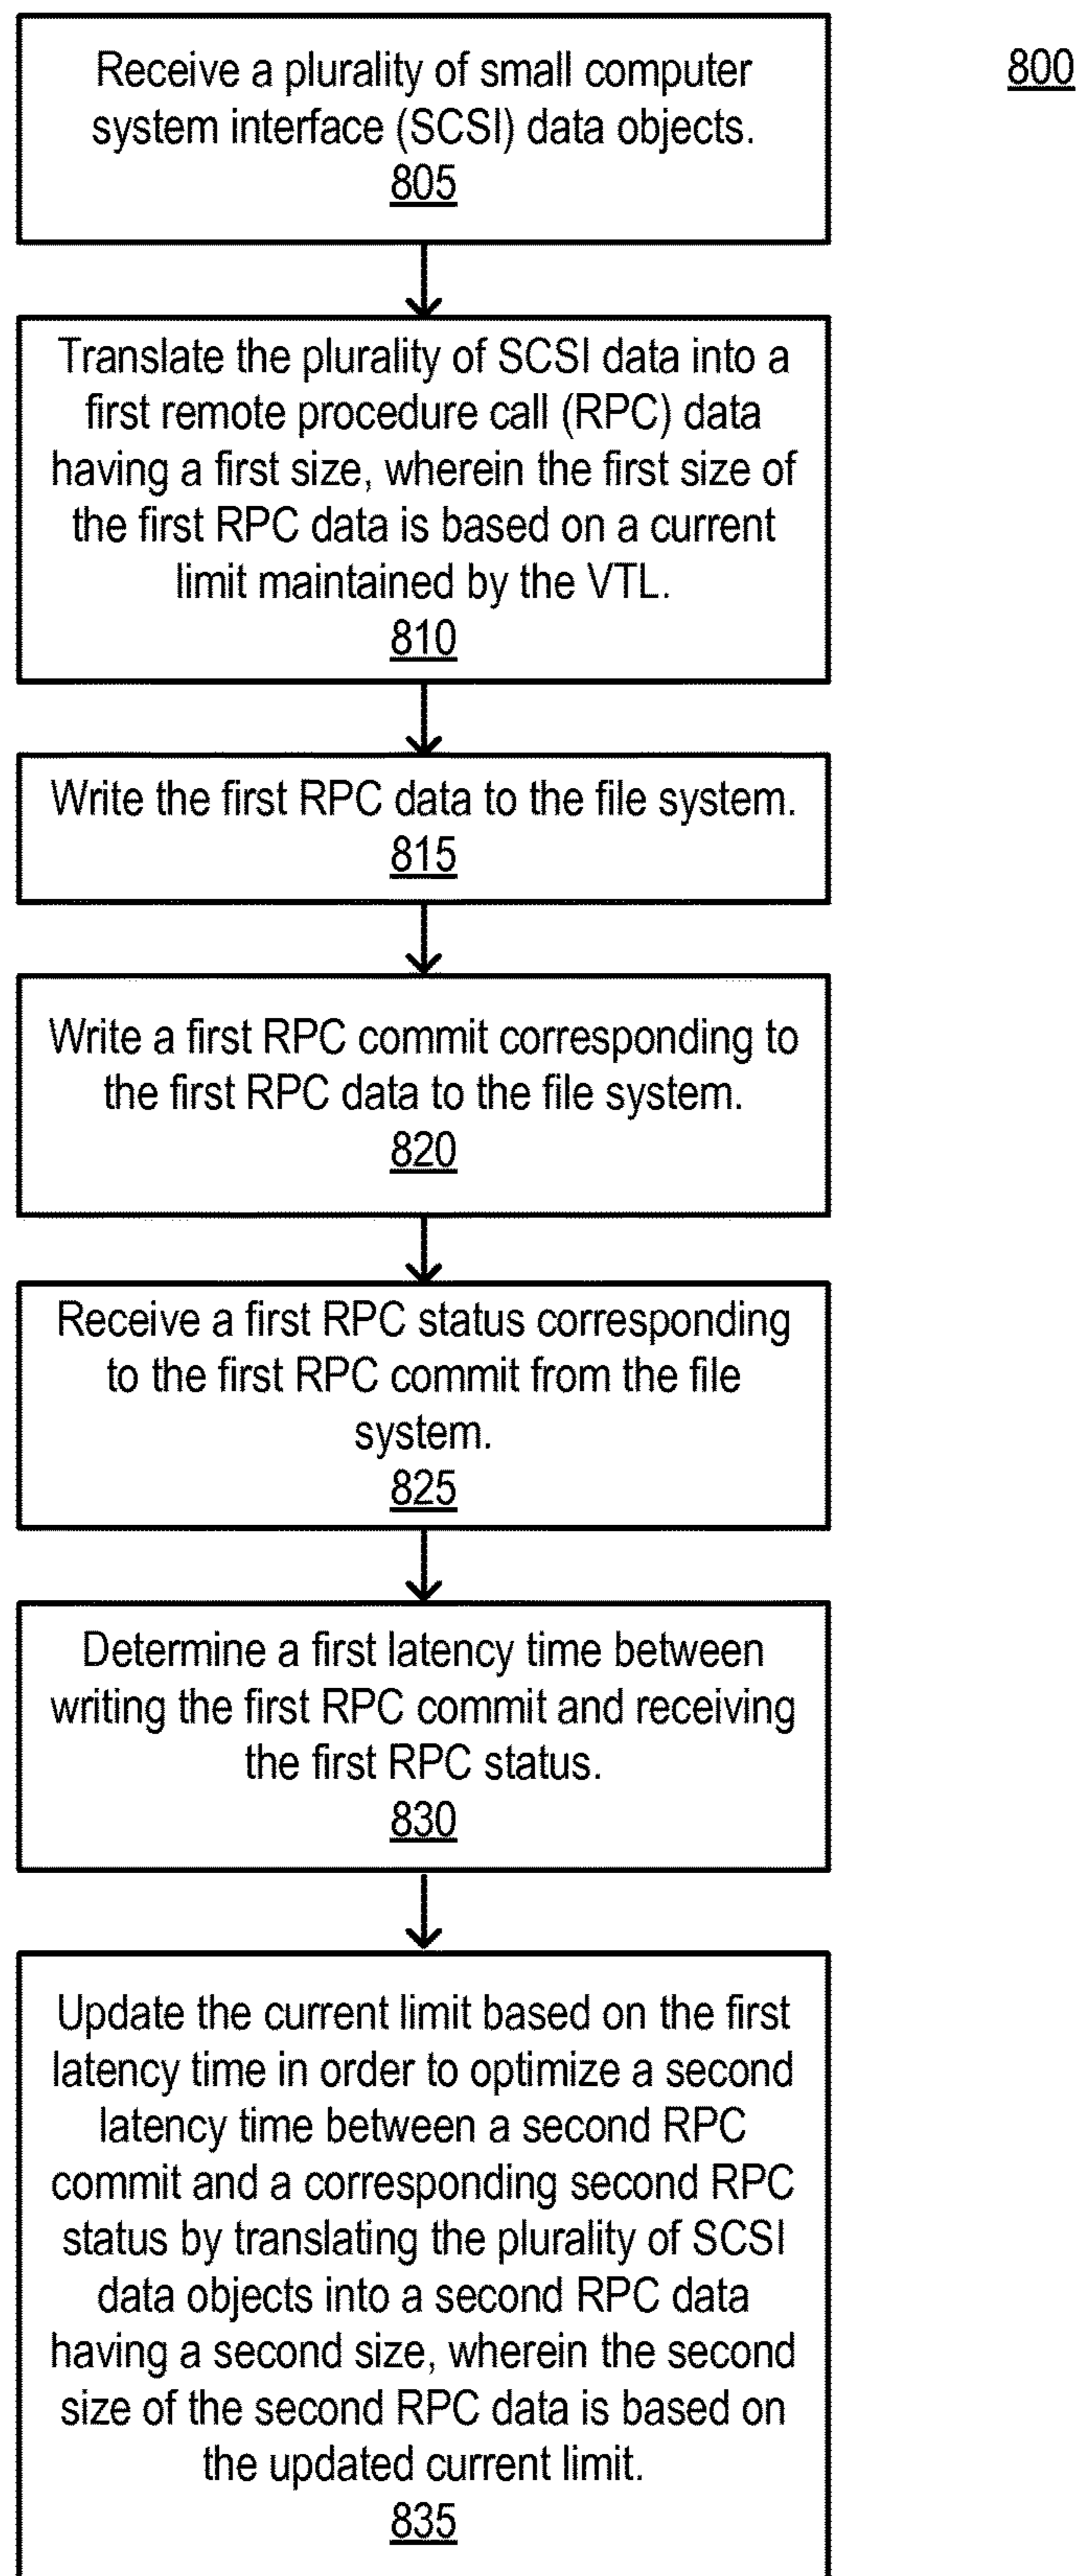 800
Receive a plurality of small computer
system interface (SCSI) data objects.
805
Translate the plurality of SCSI data into a
first remote procedure call (RPC) data
having a first size, wherein the first size of
the first RPC data is based on a current
limit maintained by the VTL.
810
Write the first RPC data to the file system.
815
Write a first RPC commit corresponding to
the first RPC data to the file system.
820
Receive a first RPC status corresponding
to the first RPC commit from the file
system.
825
Determine a first latency time between
writing the first RPC commit and receiving
the first RPC status.
830
Update the current limit based on the first
latency time in order to optimize a second
latency time between a second RPC
commit and a corresponding second RPC
status by translating the plurality of SCSI
data objects into a second RPC data
having a second size, wherein the second
size of the second RPC data is based on
the updated current limit.
835